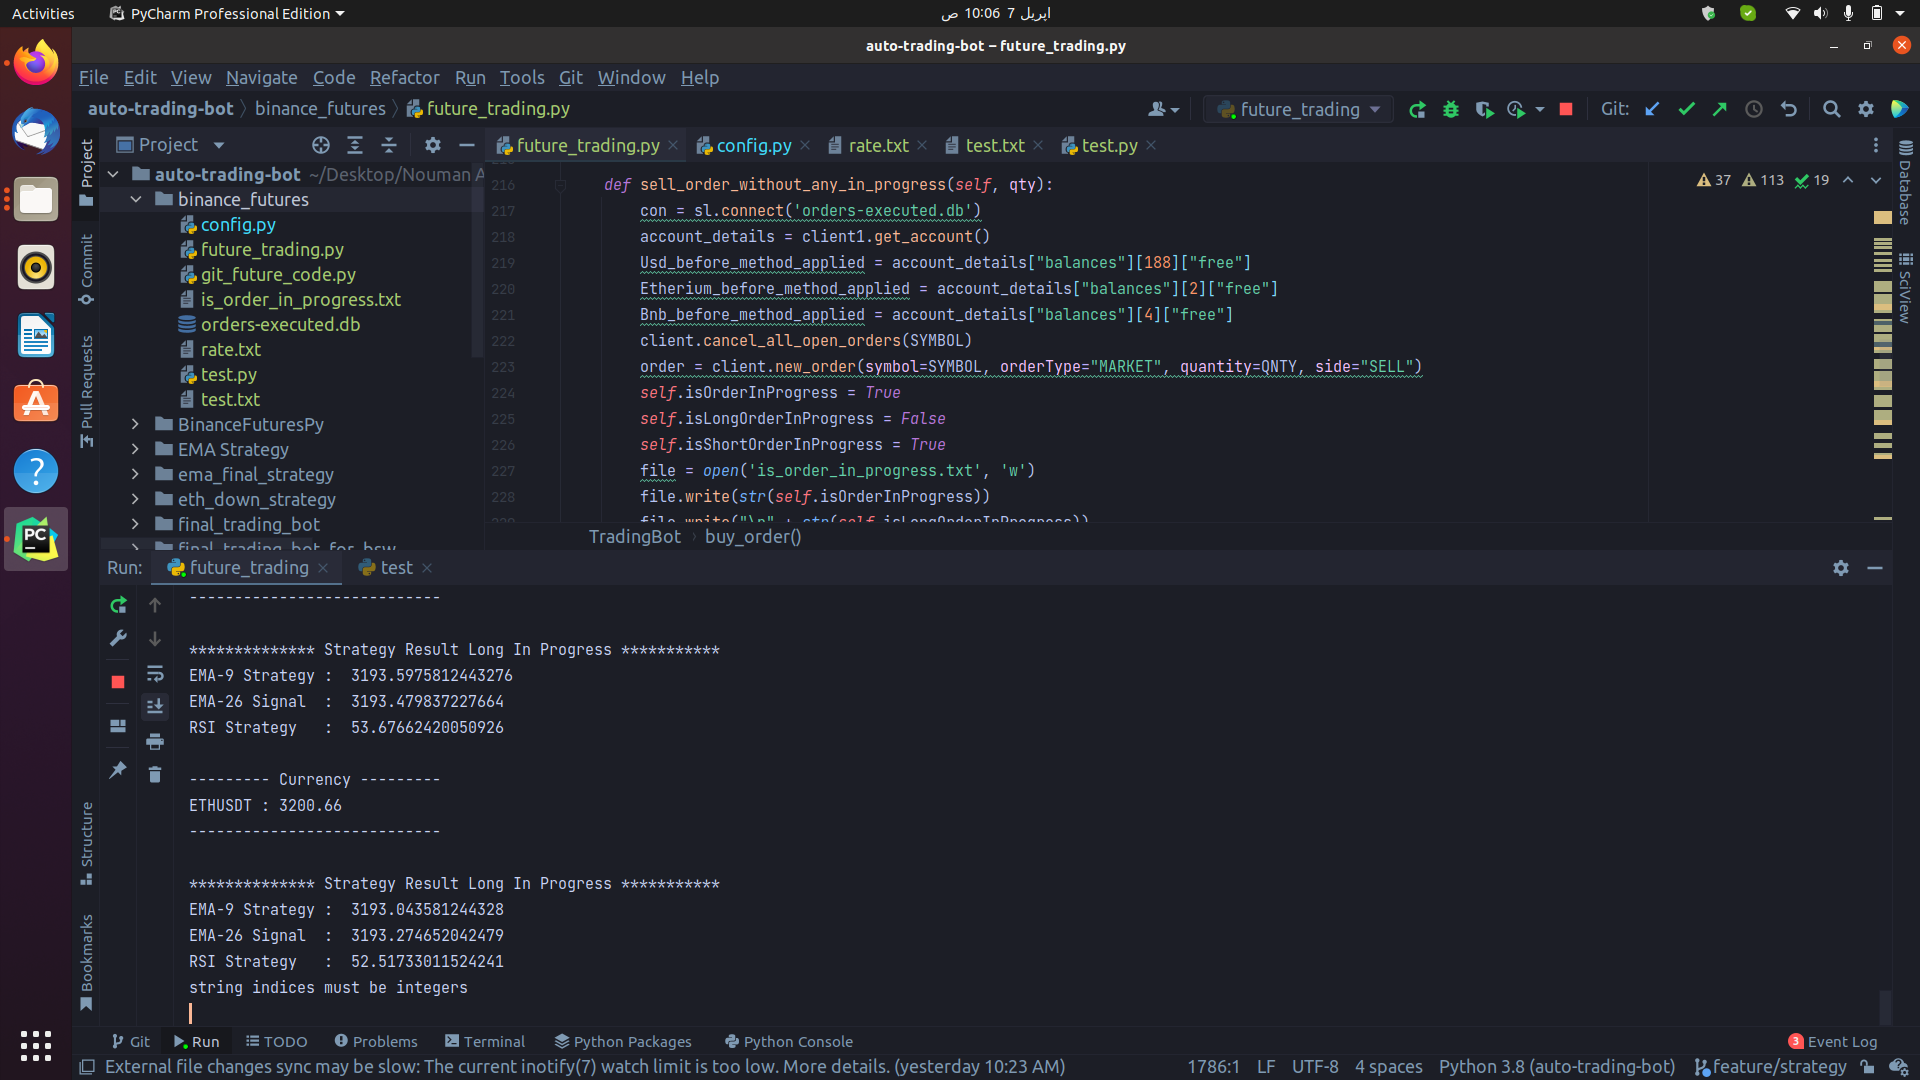 Activities
PyCharm Professional Edition
اپریل 7 10:06 ص
auto-trading-bot – future_trading.py
File Edit View Navigate Code Refactor Run Tools Git Window Help
auto-trading-bot binance_futures future_trading.py
future_trading
Git:
Project
future_trading.py
config.py
rate.txt
test.txt
test.py
Project
Commit
Pull Requests
Structure
Bookmarks
Database
SciView
auto-trading-bot ~/Desktop/Nouman A
binance_futures
config.py
future_trading.py
git_future_code.py
is_order_in_progress.txt
orders-executed.db
rate.txt
test.py
test.txt
BinanceFuturesPy
EMA Strategy
ema_final_strategy
eth_down_strategy
final_trading_bot
final_trading_bot_for_bsw
37 113 19
216 def sell_order_without_any_in_progress(self, qty):
217 con = sl.connect('orders-executed.db')
218 account_details = client1.get_account()
219 Usd_before_method_applied = account_details["balances"][188]["free"]
220 Etherium_before_method_applied = account_details["balances"][2]["free"]
221 Bnb_before_method_applied = account_details["balances"][4]["free"]
222 client.cancel_all_open_orders(SYMBOL)
223 order = client.new_order(symbol=SYMBOL, orderType="MARKET", quantity=QNTY, side="SELL")
224 self.isOrderInProgress = True
225 self.isLongOrderInProgress = False
226 self.isShortOrderInProgress = True
227 file = open('is_order_in_progress.txt', 'w')
228 file.write(str(self.isOrderInProgress))
229 file.write("\n" + str(self.isLongOrderInProgress))
TradingBot buy_order()
Run: future_trading test
----------------------------
************** Strategy Result Long In Progress ***********
EMA-9 Strategy : 3193.5975812443276
EMA-26 Signal : 3193.479837227664
RSI Strategy : 53.67662420050926
--------- Currency ---------
ETHUSDT : 3200.66
----------------------------
************** Strategy Result Long In Progress ***********
EMA-9 Strategy : 3193.043581244328
EMA-26 Signal : 3193.274652042479
RSI Strategy : 52.51733011524241
string indices must be integers
Git Run TODO Problems Terminal Python Packages Python Console
3 Event Log
External file changes sync may be slow: The current inotify(7) watch limit is too low. More details. (yesterday 10:23 AM)
1786:1 LF UTF-8 4 spaces Python 3.8 (auto-trading-bot) feature/strategy